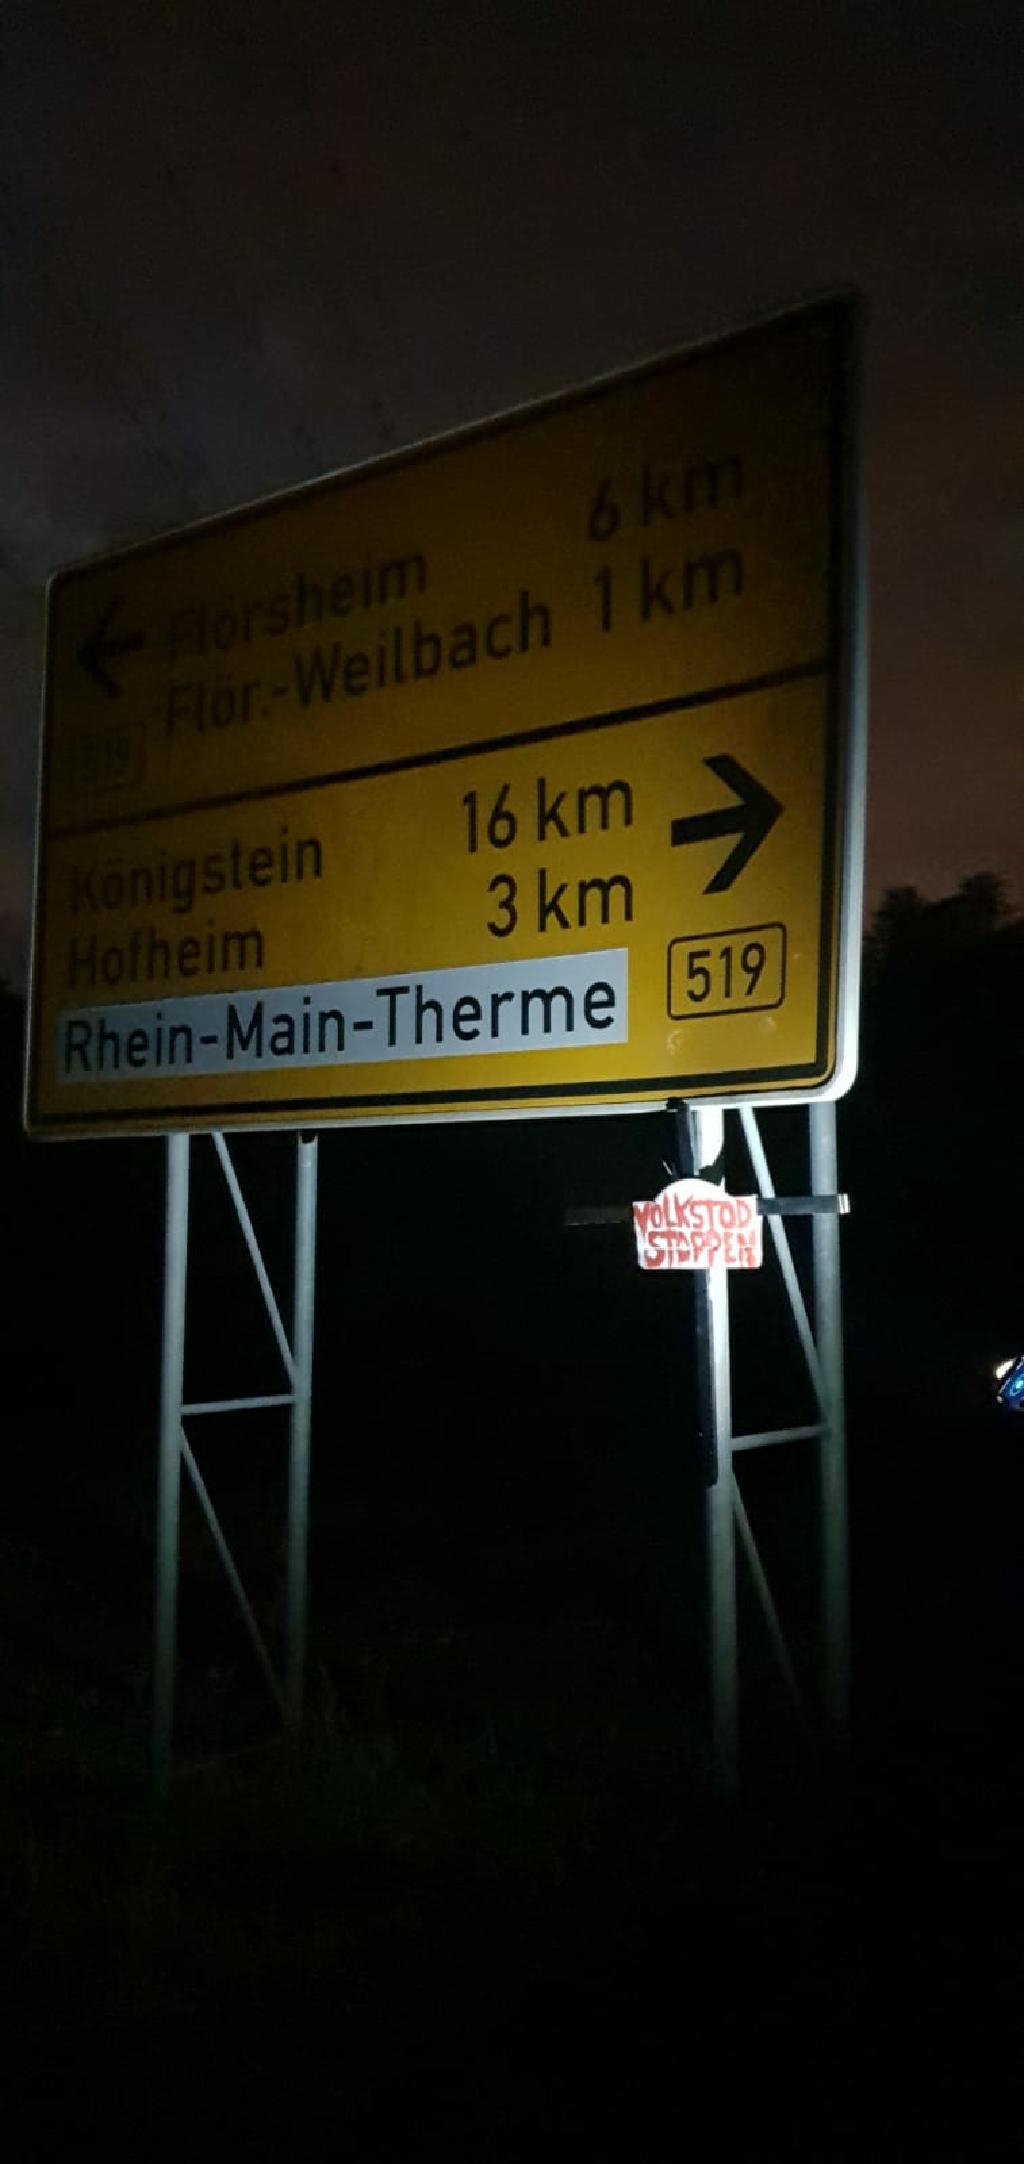 Flörsheim 6 km
Flör.-Weilbach 1 km
519
Königstein 16 km
Hofheim 3 km
Rhein-Main-Therme
519
VOLKSTOD
STOPPEN